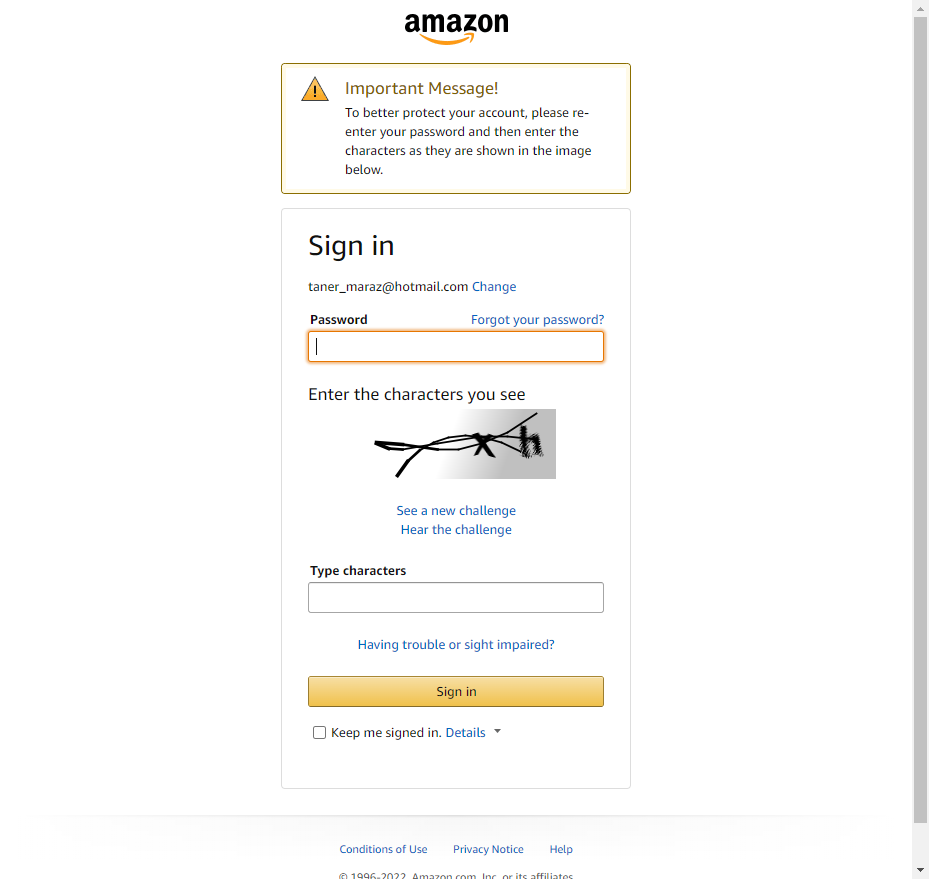 amazon
Important Message!
To better protect your account, please re-
enter your password and then enter the
characters as they are shown in the image
below.
Sign in
taner_maraz@hotmail.com Change
Password Forgot your password?
Enter the characters you see
See a new challenge
Hear the challenge
Type characters
Having trouble or sight impaired?
Sign in
Keep me signed in. Details
Conditions of Use Privacy Notice Help
© 1996-2022, Amazon.com, Inc. or its affiliates